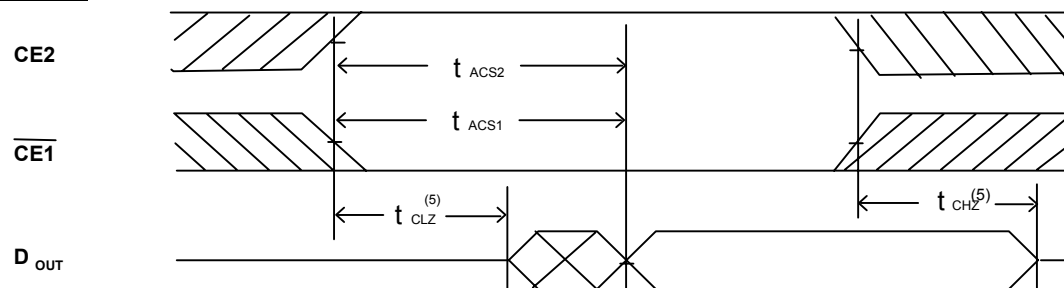 CE2
t ACS2
t ACS1
CE1
t CLZ (5)
t CHZ (5)
D OUT